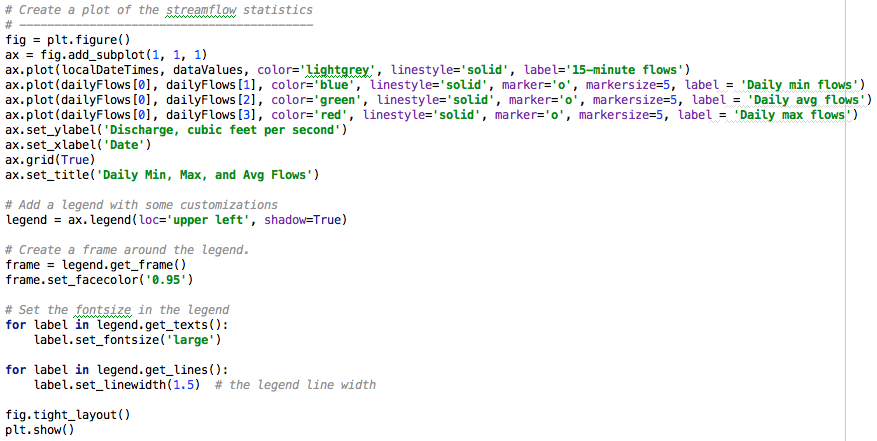 # Create a plot of the streamflow statistics
# ------------------------------------------
fig = plt.figure()
ax = fig.add_subplot(1, 1, 1)
ax.plot(localDateTimes, dataValues, color='lightgrey', linestyle='solid', label='15-minute flows')
ax.plot(dailyFlows[0], dailyFlows[1], color='blue', linestyle='solid', marker='o', markersize=5, label = 'Daily min flows')
ax.plot(dailyFlows[0], dailyFlows[2], color='green', linestyle='solid', marker='o', markersize=5, label = 'Daily avg flows')
ax.plot(dailyFlows[0], dailyFlows[3], color='red', linestyle='solid', marker='o', markersize=5, label = 'Daily max flows')
ax.set_ylabel('Discharge, cubic feet per second')
ax.set_xlabel('Date')
ax.grid(True)
ax.set_title('Daily Min, Max, and Avg Flows')

# Add a legend with some customizations
legend = ax.legend(loc='upper left', shadow=True)

# Create a frame around the legend.
frame = legend.get_frame()
frame.set_facecolor('0.95')

# Set the fontsize in the legend
for label in legend.get_texts():
    label.set_fontsize('large')

for label in legend.get_lines():
    label.set_linewidth(1.5)  # the legend line width

fig.tight_layout()
plt.show()